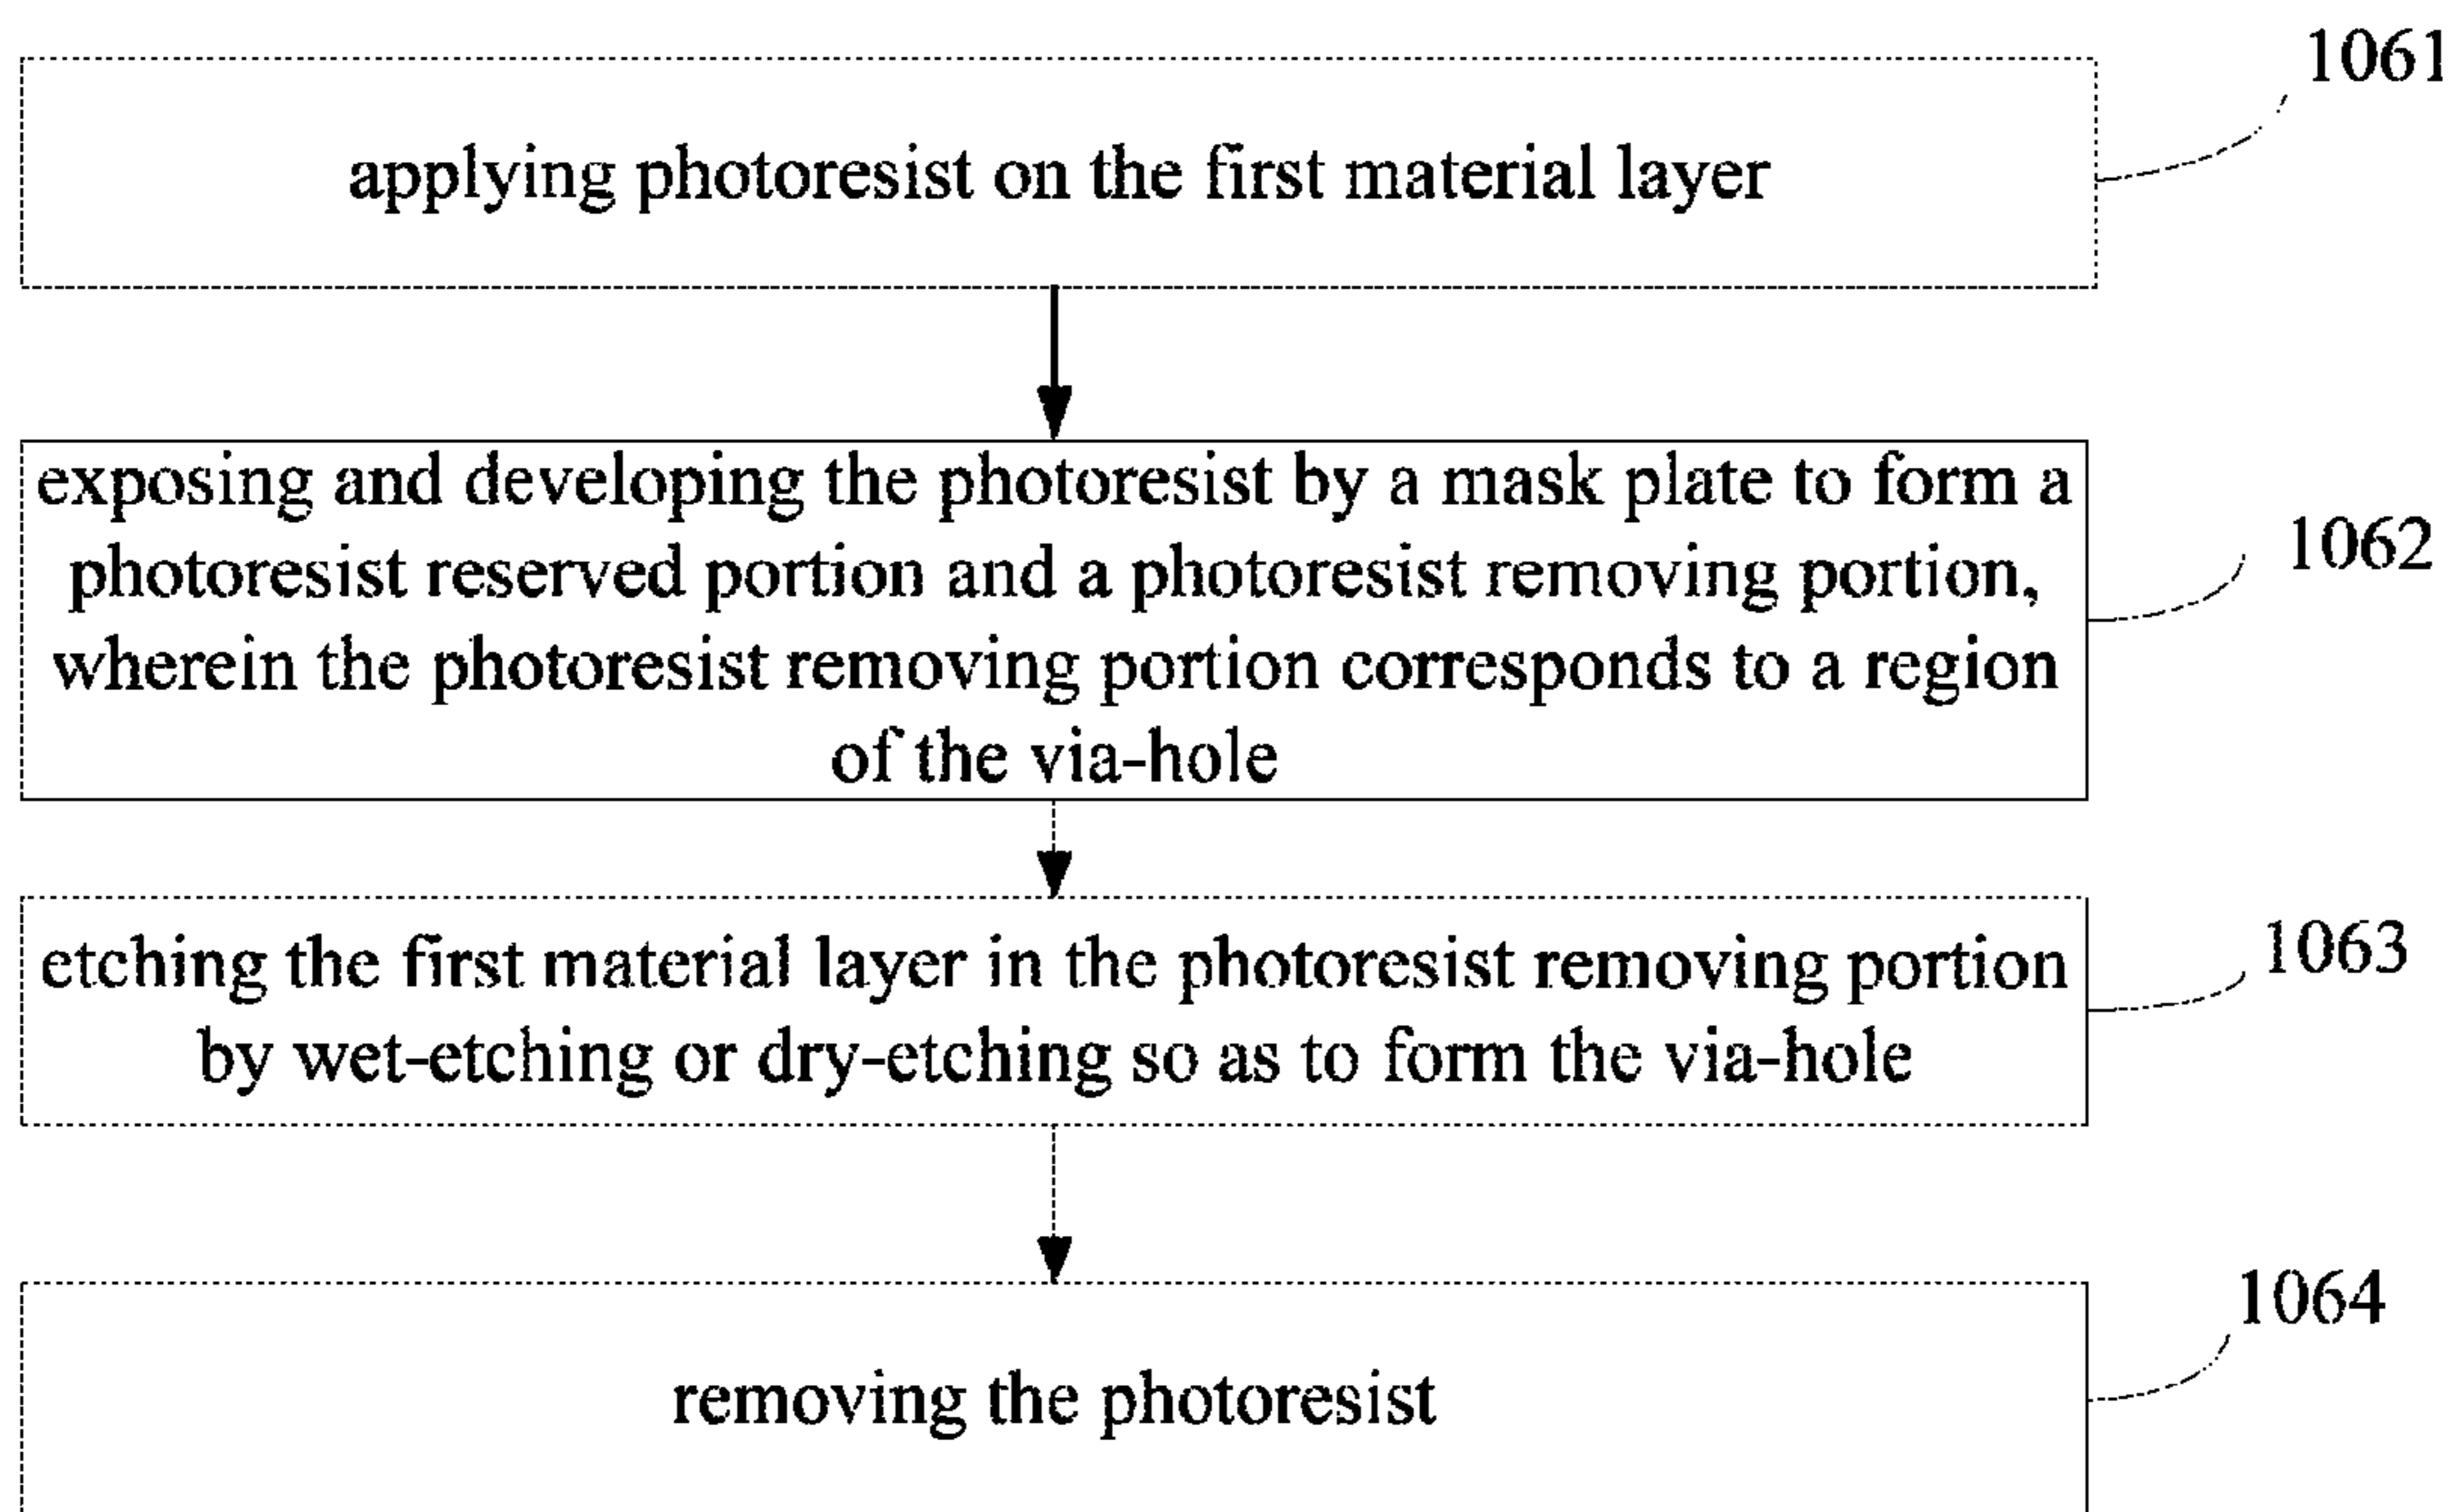 1061
applying photoresist on the first material layer
exposing and developing the photoresist by a mask plate to form a
photoresist reserved portion and a photoresist removing portion,
wherein the photoresist removing portion corresponds to a region
of the via-hole
1062
etching the first material layer in the photoresist removing portion
by wet-etching or dry-etching so as to form the via-hole
1063
1064
removing the photoresist